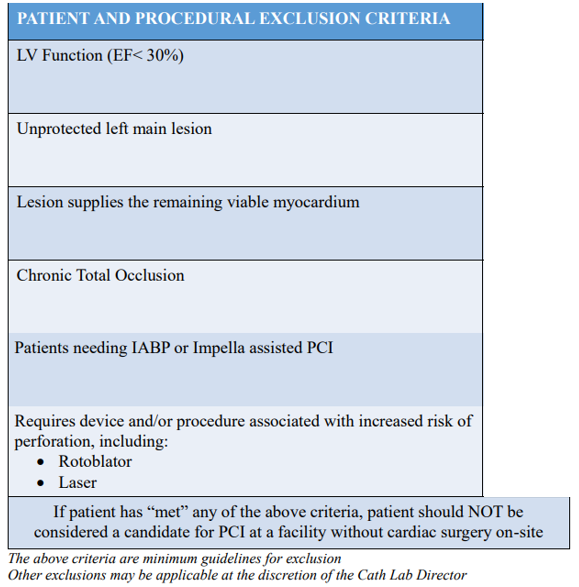 PATIENT AND PROCEDURAL EXCLUSION CRITERIA
LV Function (EF< 30%)
Unprotected left main lesion
Lesion supplies the remaining viable myocardium
Chronic Total Occlusion
Patients needing IABP or Impella assisted PCI
Requires device and/or procedure associated with increased risk of
perforation, including:
• Rotoblator
• Laser
If patient has “met” any of the above criteria, patient should NOT be
considered a candidate for PCI at a facility without cardiac surgery on-site
The above criteria are minimum guidelines for exclusion
Other exclusions may be applicable at the discretion of the Cath Lab Director